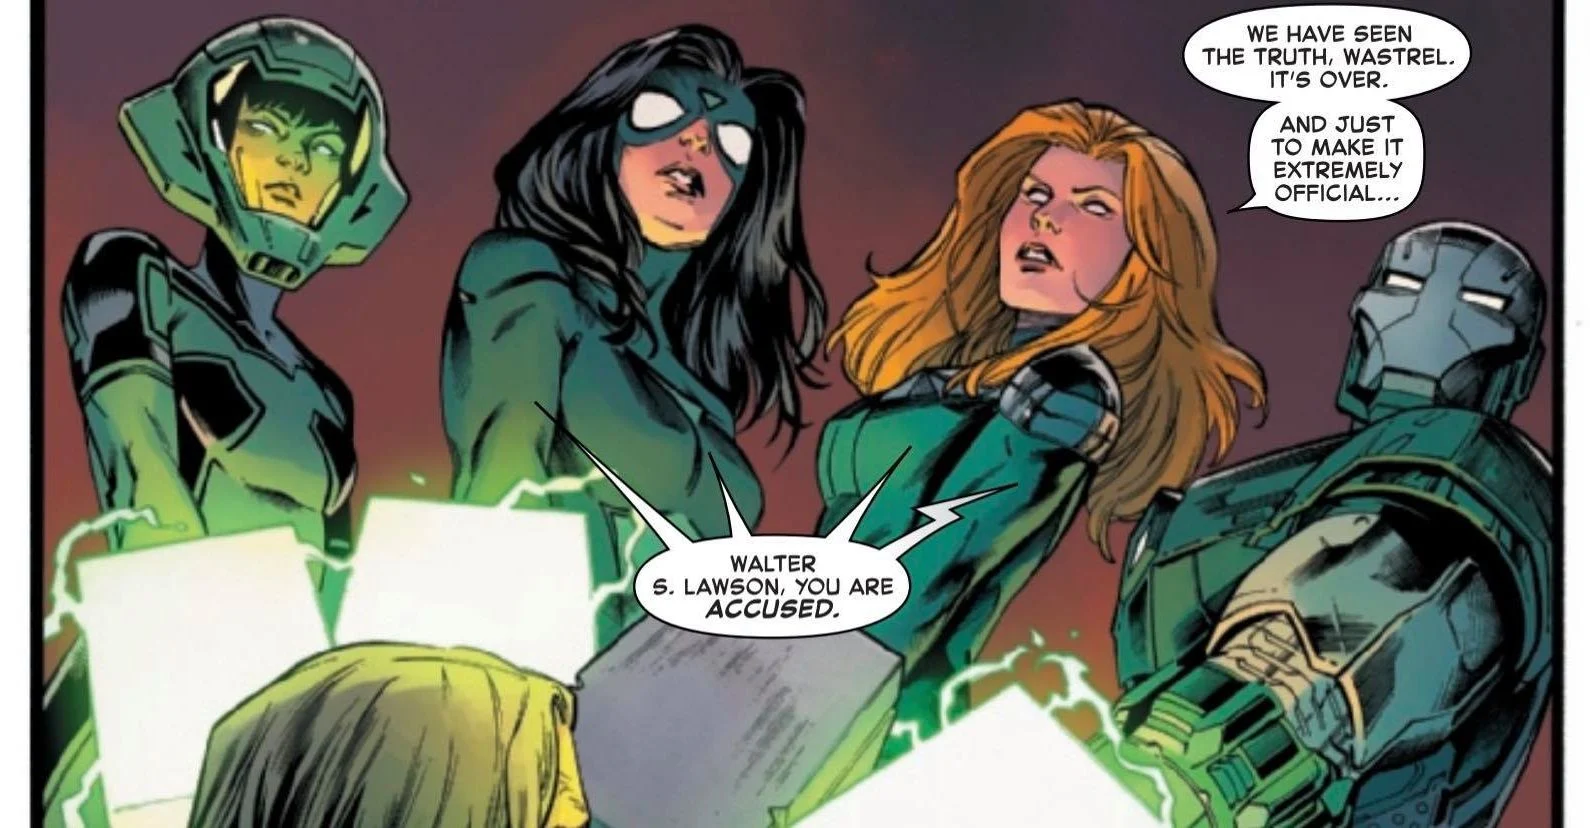 WE HAVE SEEN
THE TRUTH, WASTREL.
IT'S OVER.
AND JUST
TO MAKE IT
EXTREMELY
OFFICIAL...
WALTER
S. LAWSON, YOU ARE
ACCUSED.